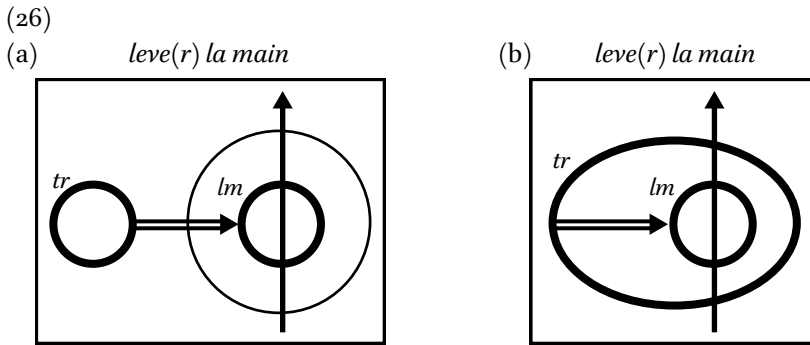 (26)
(a) leve(r) la main (b) leve(r) la main
tr lm tr lm